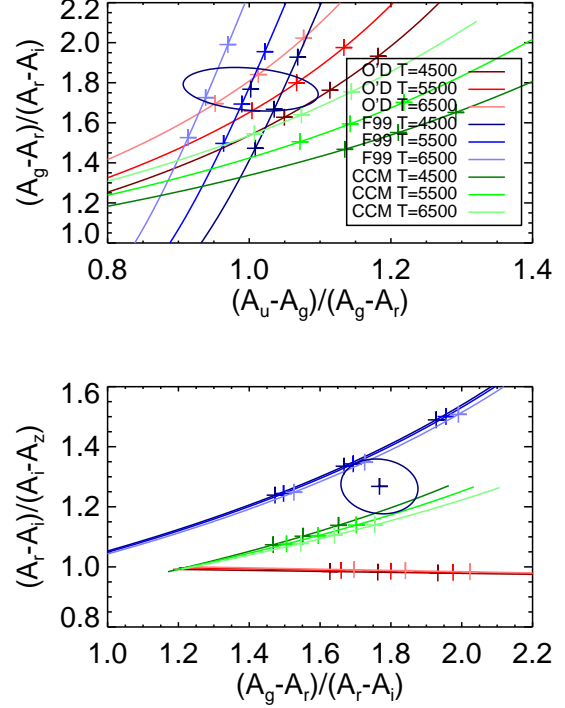 2.2
2.0
1.8
1.6
1.4
1.2
1.0
(A_g-A_r)/(A_r-A_i)
O'D T=4500
O'D T=5500
O'D T=6500
F99 T=4500
F99 T=5500
F99 T=6500
CCM T=4500
CCM T=5500
CCM T=6500
0.8 1.0 1.2 1.4
(A_u-A_g)/(A_g-A_r)
1.6
1.4
1.2
1.0
0.8
(A_r-A_i)/(A_i-A_z)
1.0 1.2 1.4 1.6 1.8 2.0 2.2
(A_g-A_r)/(A_r-A_i)